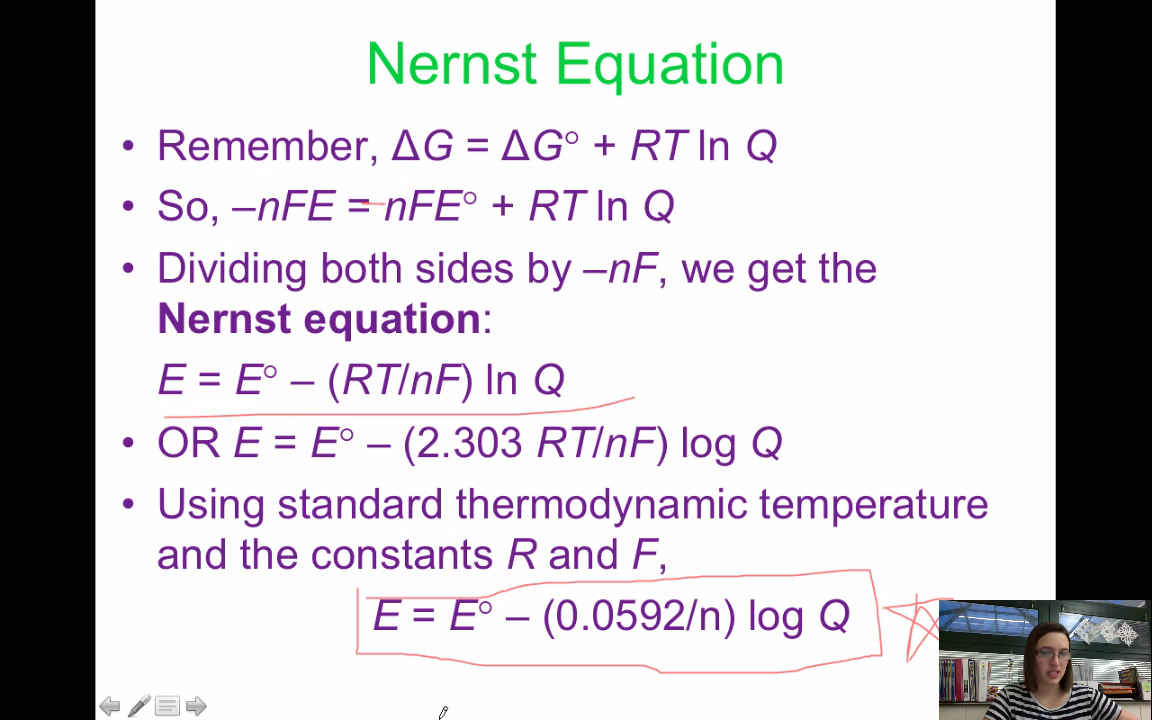 Nernst Equation
• Remember, ΔG = ΔG° + RT ln Q
• So, –nFE = –nFE° + RT ln Q
• Dividing both sides by –nF, we get the
Nernst equation:
E = E° – (RT/nF) ln Q
• OR E = E° – (2.303 RT/nF) log Q
• Using standard thermodynamic temperature
and the constants R and F,
E = E° – (0.0592/n) log Q